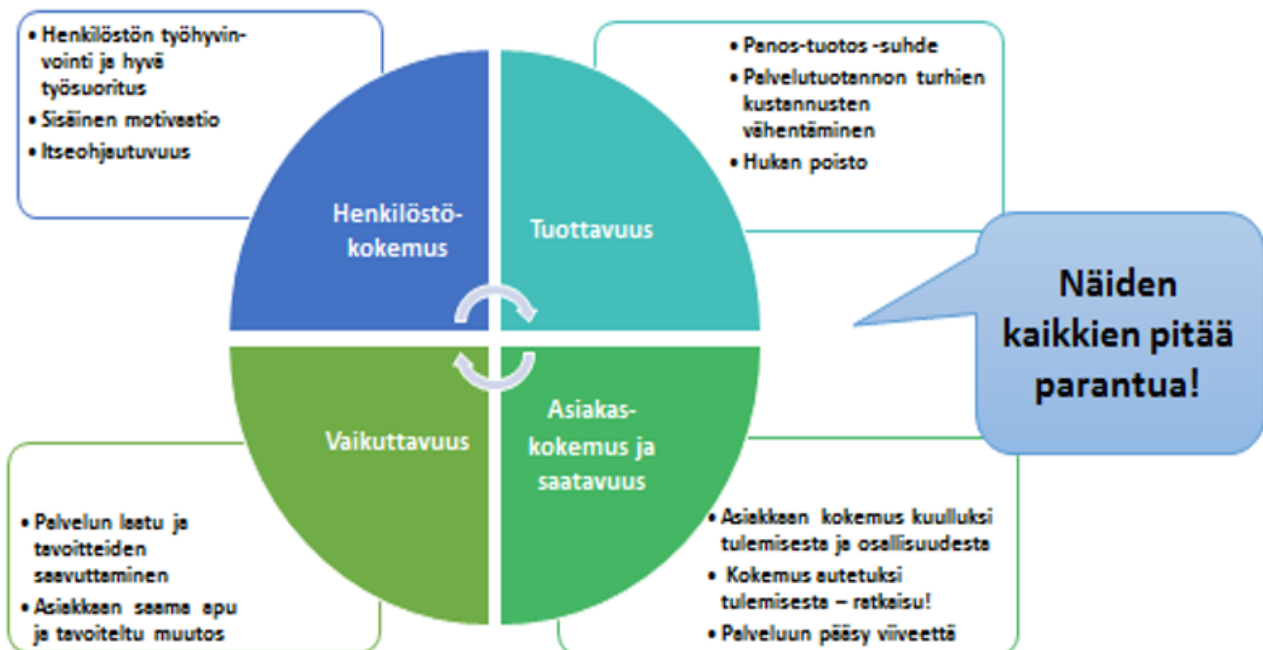 • Henkilöstön työhyvin-
vointi ja hyvä
työsuoritus
• Sisäinen motivaatio
• Itseohjautuvuus
• Panos-tuotos -suhde
• Palvelutuotannon turhien
kustannusten
vähentäminen
• Hukan poisto
Henkilöstö-
kokemus
Tuottavuus
Näiden
kaikkien pitää
parantua!
Vaikuttavuus
Asiakas-
kokemus ja
saatavuus
• Palvelun laatu ja
tavoitteiden
saavuttaminen
• Asiakkaan saama apu
ja tavoiteltu muutos
• Asiakkaan kokemus kuulluksi
tulemisesta ja osallisuudesta
• Kokemus autetuksi
tulemisesta – ratkaisu!
• Palveluun pääsy viiveettä